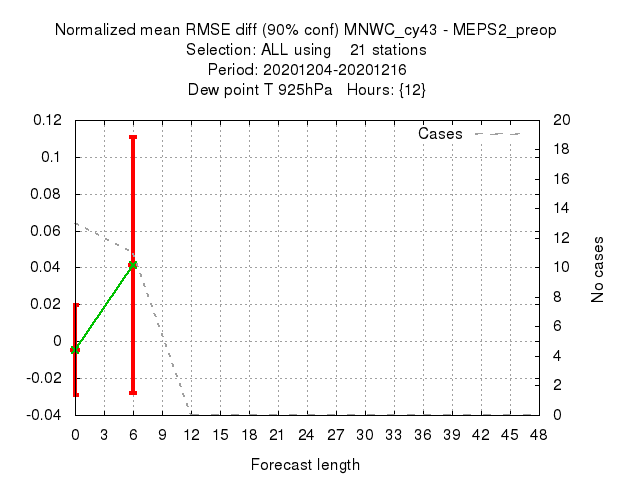 Normalized mean RMSE diff (90% conf) MNWC_cy43 - MEPS2_preop
Selection: ALL using 21 stations
Period: 20201204-20201216
Dew point T 925hPa Hours: {12}
Cases
0.12
0.1
0.08
0.06
0.04
0.02
0
-0.02
-0.04
20
18
16
14
12
10
8
6
4
2
0
No cases
0 3 6 9 12 15 18 21 24 27 30 33 36 39 42 45 48
Forecast length